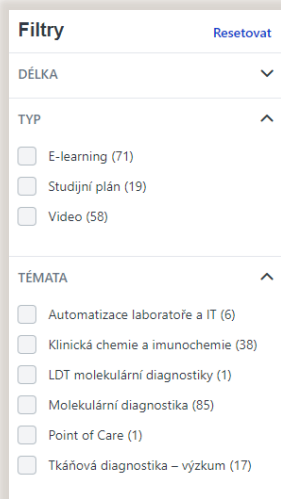 Filtry
Resetovat
DÉLKA
TYP
E-learning (71)
Studijní plán (19)
Video (58)
TÉMATA
Automatizace laboratoře a IT (6)
Klinická chemie a imunochemie (38)
LDT molekulární diagnostiky (1)
Molekulární diagnostika (85)
Point of Care (1)
Tkáňová diagnostika – výzkum (17)